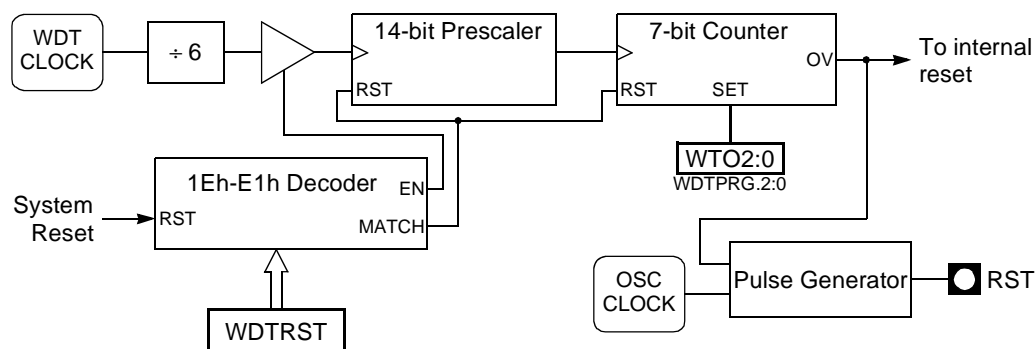 WDT
CLOCK
÷ 6
14-bit Prescaler
RST
7-bit Counter
RST
SET
OV
To internal
reset
WTO2:0
WDTPRG.2:0
1Eh-E1h Decoder
EN
System
Reset
RST
MATCH
WDTRST
OSC
CLOCK
Pulse Generator
RST